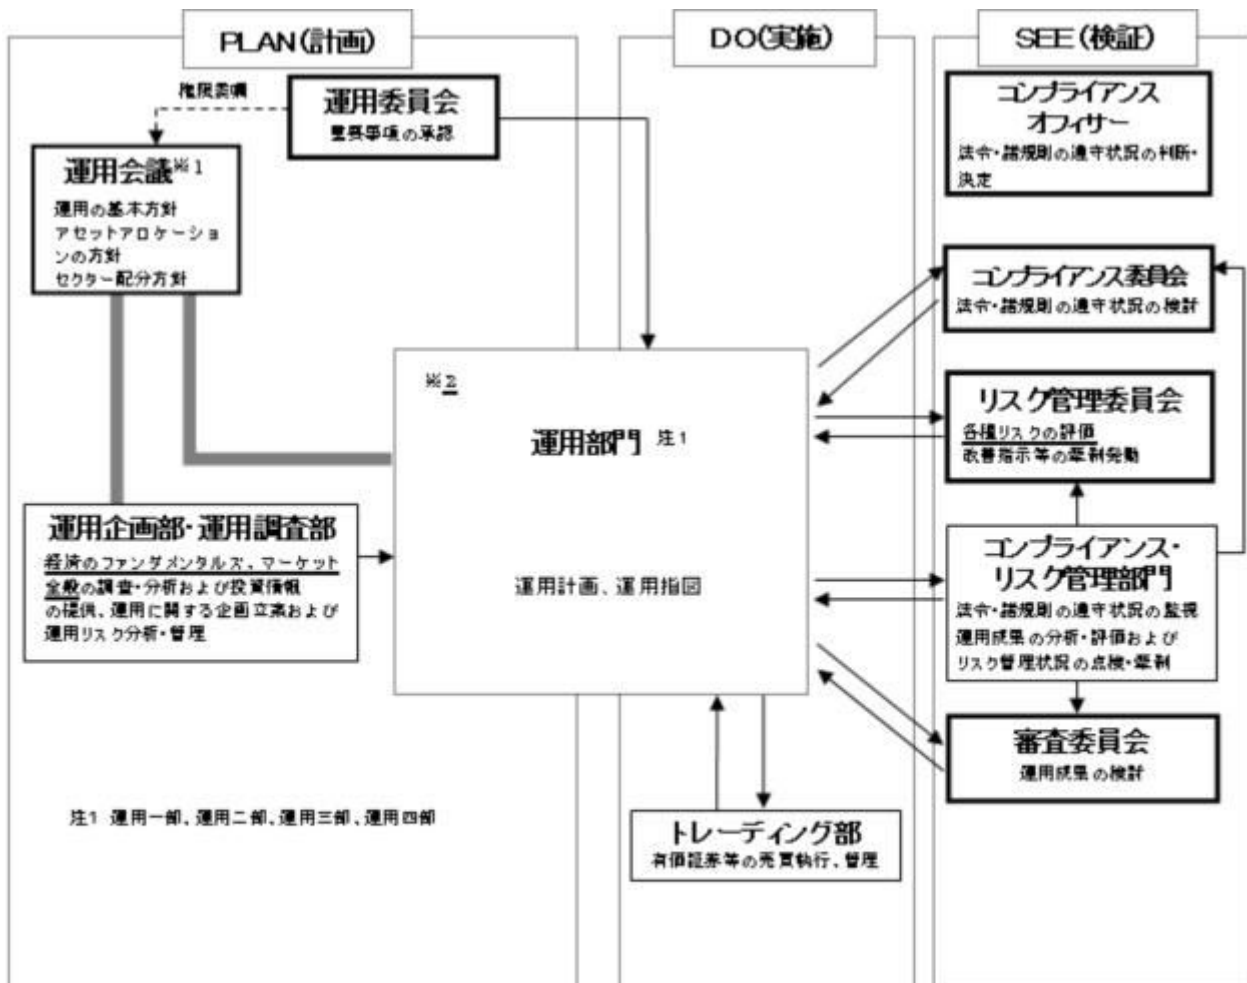 PLAN(計画)
DO(実施)
SEE(検証)
権限委嘱
運用委員会
重要事項の承認
運用会議※1
運用の基本方針
アセットアロケーショ
ンの方針
セクター配分方針
運用企画部・運用調査部
経済のファンダメンタルズ、マーケット
全般の調査・分析および投資情報
の提供、運用に関する企画立案および
運用リスク分析・管理
注1 運用一部、運用二部、運用三部、運用四部
※2
運用部門 注1
運用計画、運用指図
トレーディング部
有価証券等の売買執行、管理
コンプライアンス
オフィサー
法令・諸規則の遵守状況の判断・
決定
コンプライアンス委員会
法令・諸規則の遵守状況の検討
リスク管理委員会
各種リスクの評価
改善指示等の牽制発動
コンプライアンス・
リスク管理部門
法令・諸規則の遵守状況の監視
運用成果の分析・評価および
リスク管理状況の点検・牽制
審査委員会
運用成果の検討